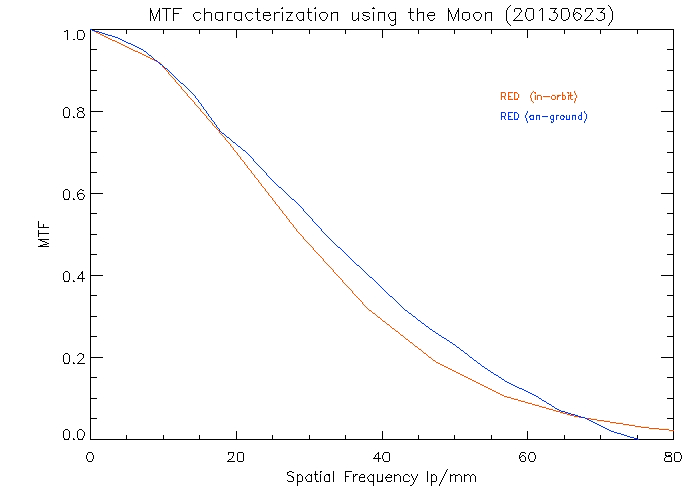 MTF characterization using the Moon (20130623)
1.0
0.8
0.6
0.4
0.2
0.0
MTF
RED (in-orbit)
RED (an-ground)
0 20 40 60 80
Spatial Frequency lp/mm